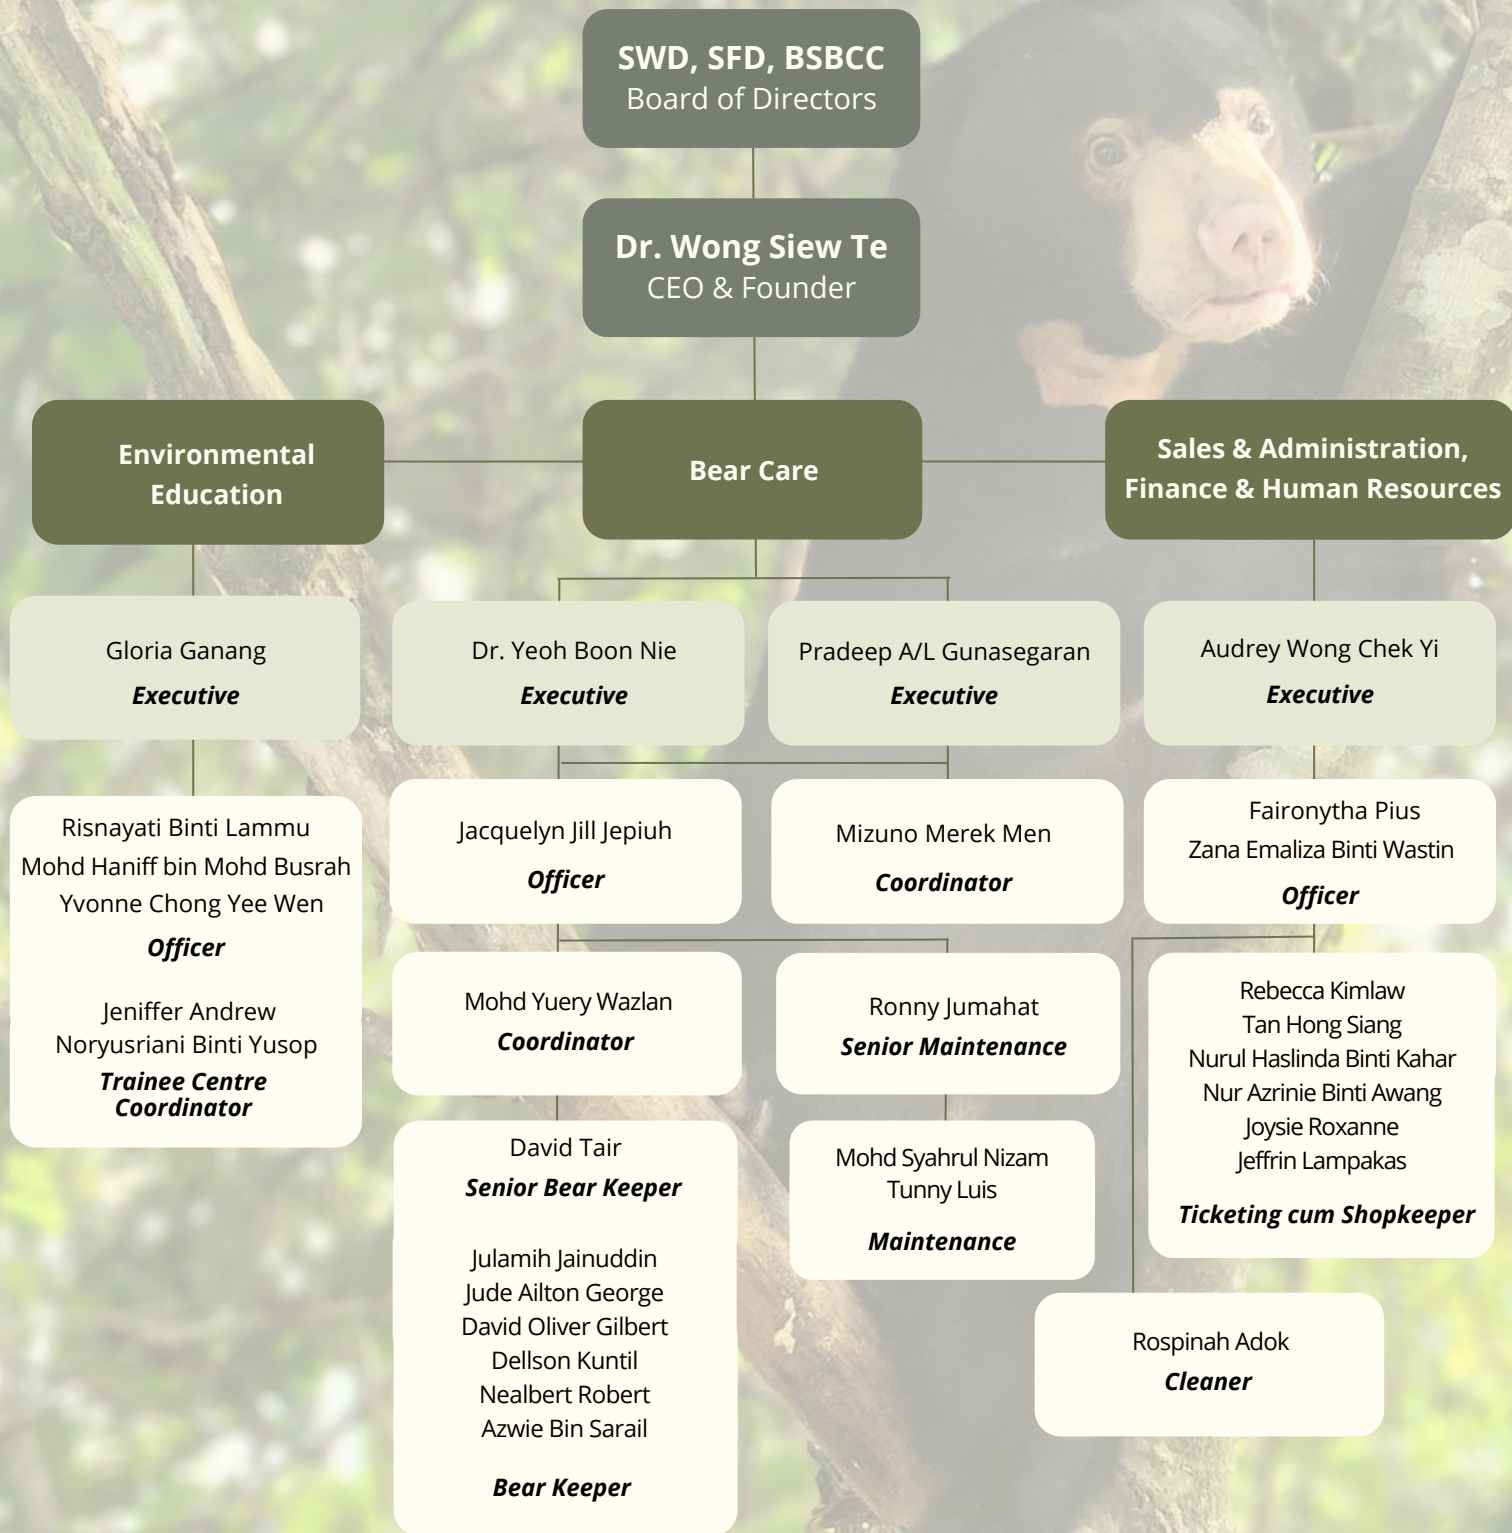 SWD, SFD, BSBCC
Board of Directors
Dr. Wong Siew Te
CEO & Founder
Environmental
Education
Bear Care
Sales & Administration,
Finance & Human Resources
Gloria Ganang
Executive
Dr. Yeoh Boon Nie
Executive
Pradeep A/L Gunasegaran
Executive
Audrey Wong Chek Yi
Executive
Risnayati Binti Lammu
Mohd Haniff bin Mohd Busrah
Yvonne Chong Yee Wen
Officer
Jeniffer Andrew
Noryusriani Binti Yusop
Trainee Centre
Coordinator
Jacquelyn Jill Jepiuh
Officer
Mizuno Merek Men
Coordinator
Faironytha Pius
Zana Emaliza Binti Wastin
Officer
Mohd Yuery Wazlan
Coordinator
Ronny Jumahat
Senior Maintenance
Rebecca Kimlaw
Tan Hong Siang
Nurul Haslinda Binti Kahar
Nur Azrinie Binti Awang
Joysie Roxanne
Jeffrin Lampakas
Ticketing cum Shopkeeper
David Tair
Senior Bear Keeper
Julamih Jainuddin
Jude Ailton George
David Oliver Gilbert
Dellson Kuntil
Nealbert Robert
Azwie Bin Sarail
Bear Keeper
Mohd Syahrul Nizam
Tunny Luis
Maintenance
Rospinah Adok
Cleaner